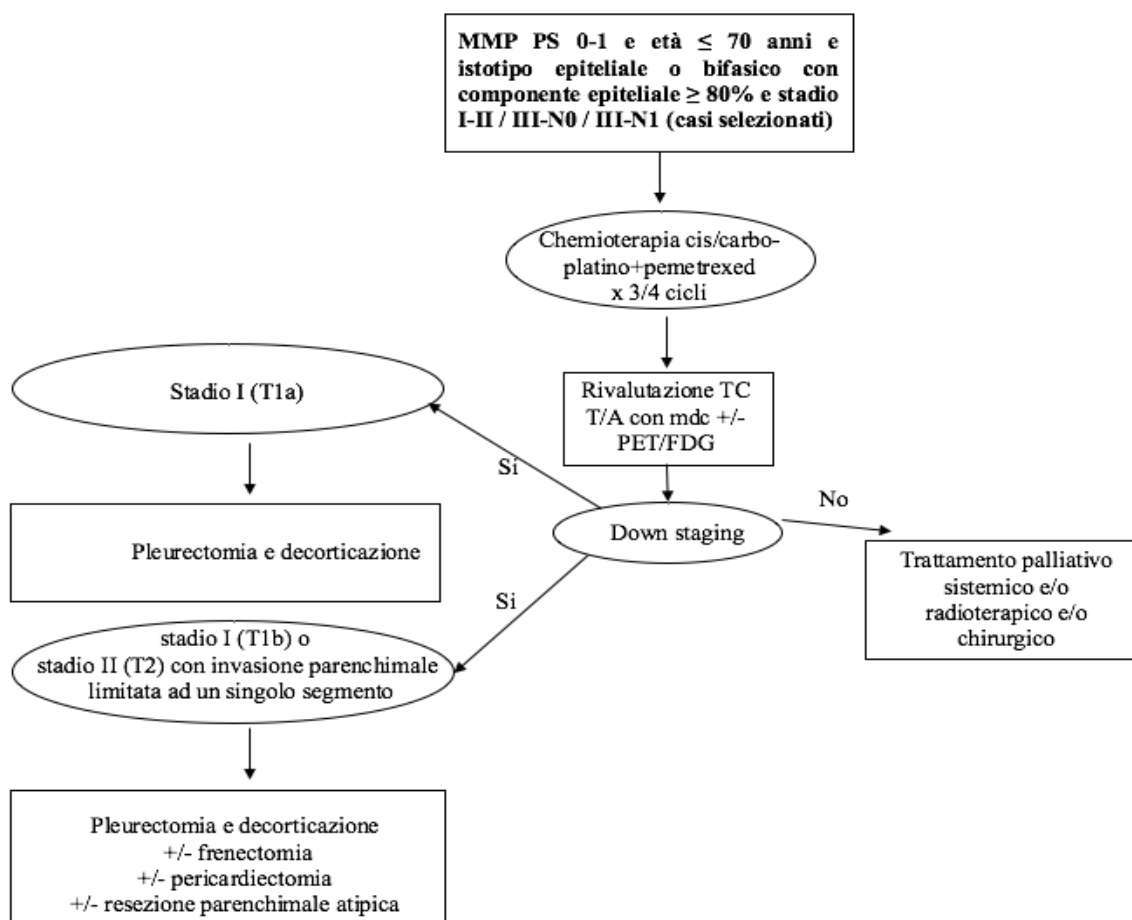 MMP PS 0-1 e età ≤ 70 anni e
istotipo epiteliale o bifasico con
componente epiteliale ≥ 80% e stadio
I-II / III-N0 / III-N1 (casi selezionati)
Chemioterapia cis/carbo-
platino+pemetrexed
x 3/4 cicli
Rivalutazione TC
T/A con mdc +/-
PET/FDG
Stadio I (T1a)
Si
No
Down staging
Pleurectomia e decorticazione
Trattamento palliativo
sistemico e/o
radioterapico e/o
chirurgico
Si
stadio I (T1b) o
stadio II (T2) con invasione parenchimale
limitata ad un singolo segmento
Pleurectomia e decorticazione
+/- frenectomia
+/- pericardiectomia
+/- resezione parenchimale atipica